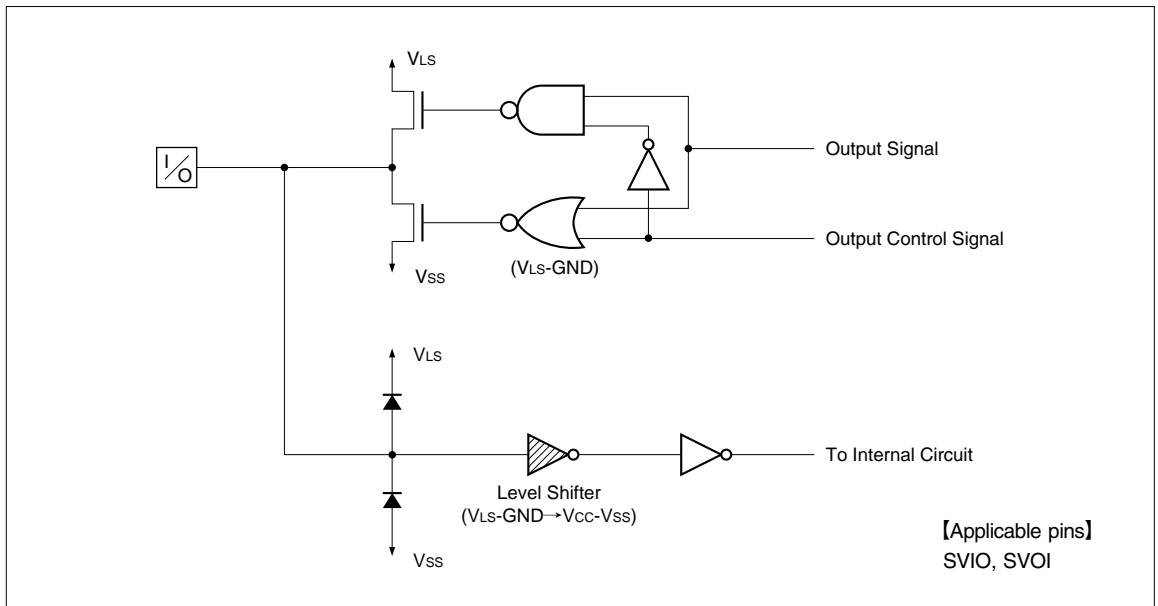 VLS
I/O
Output Signal
Output Control Signal
VSS
(VLS-GND)
VLS
To Internal Circuit
Level Shifter
(VLS-GND→VCC-VSS)
VSS
【Applicable pins】
SVIO, SVOI